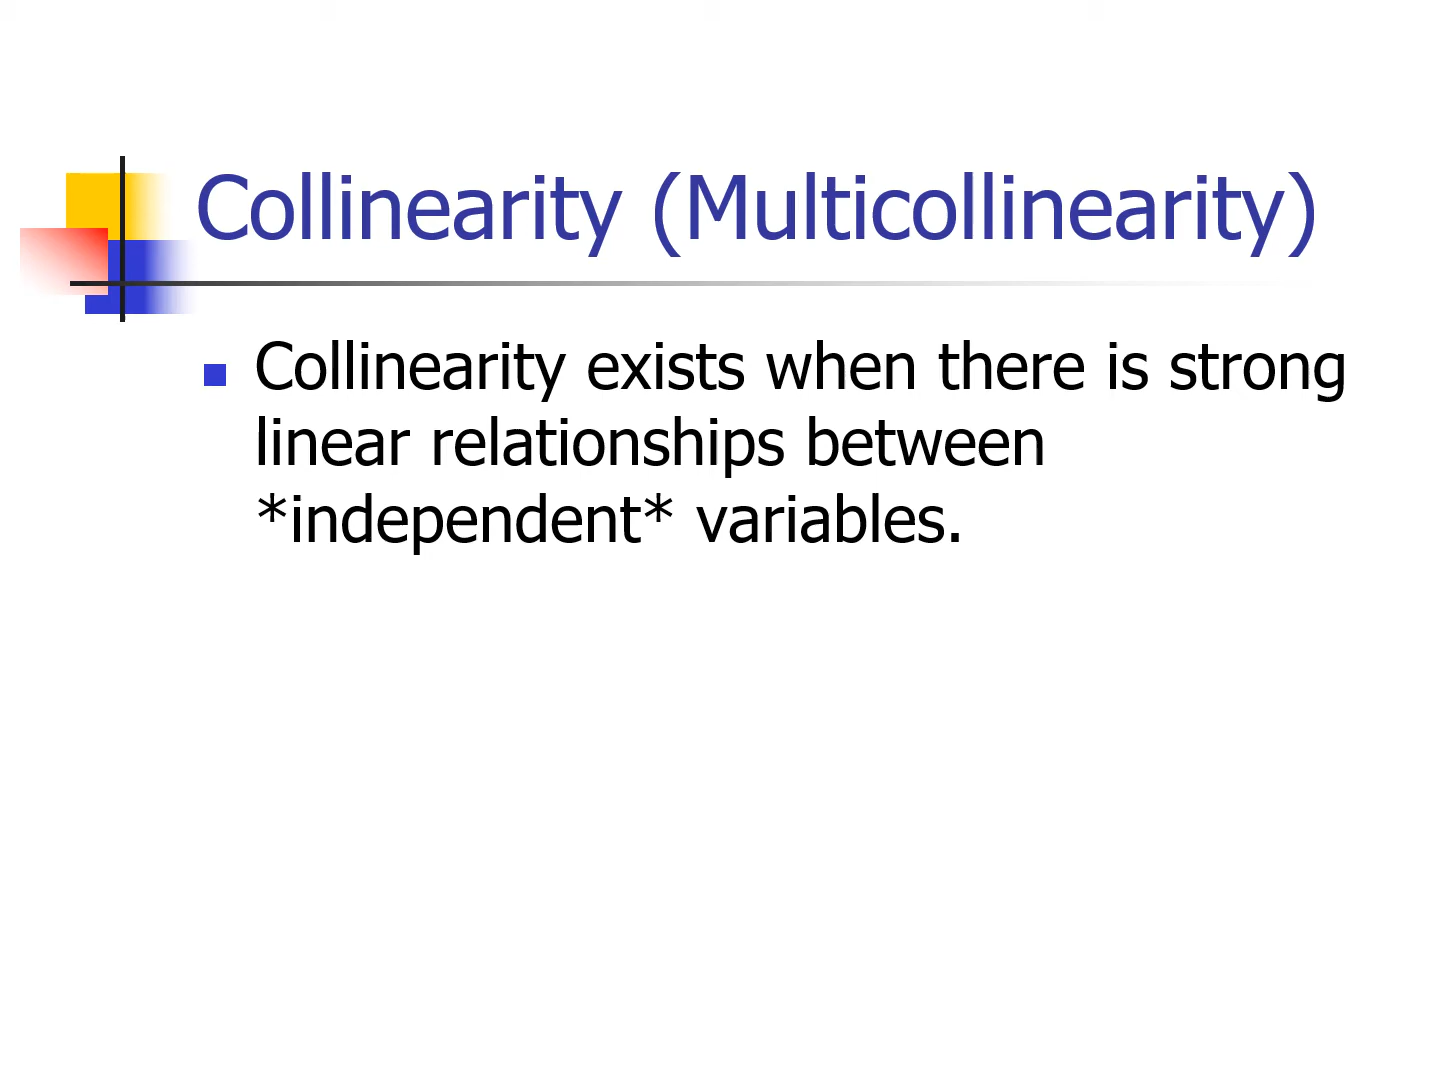 Collinearity (Multicollinearity)
Collinearity exists when there is strong
linear relationships between
*independent* variables.